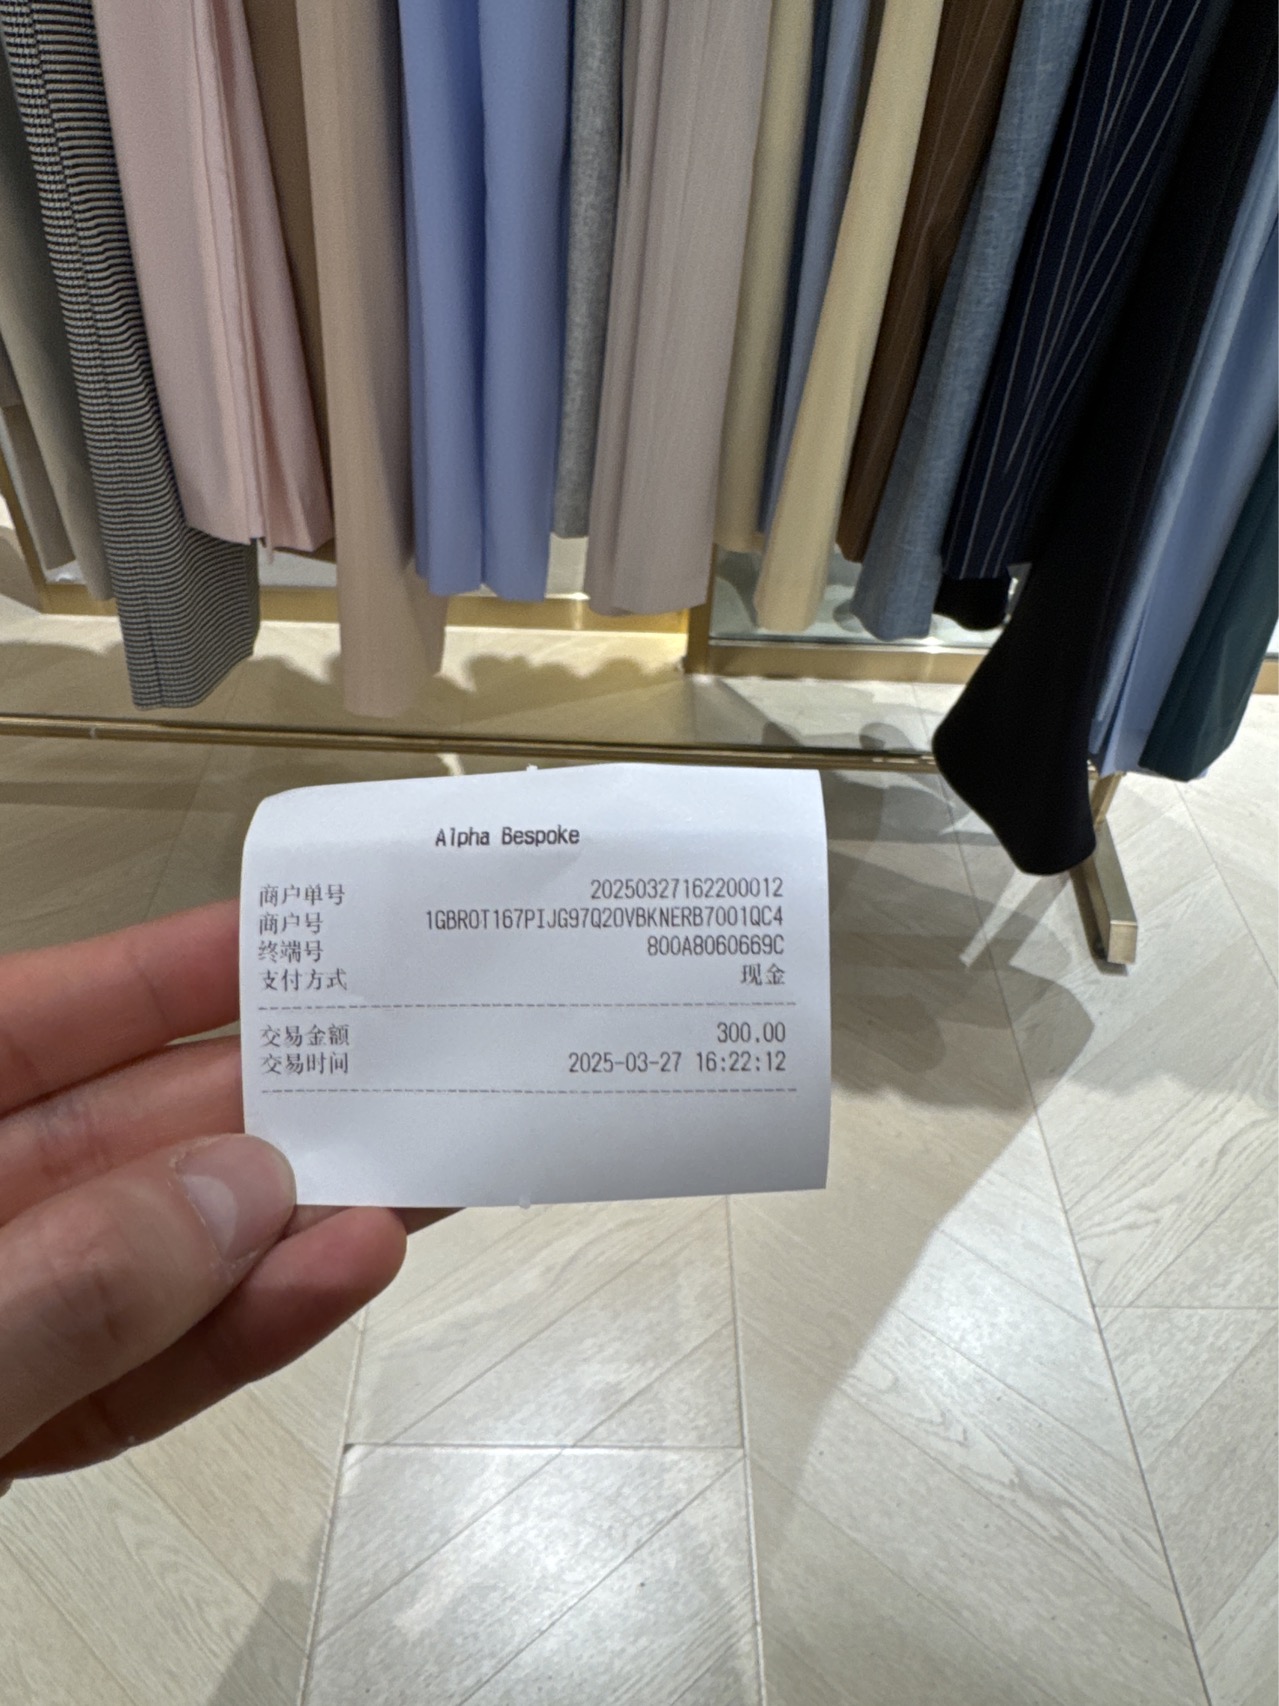 Alpha Bespoke
商户单号 20250327162200012
商户号 1GBROT167PIJG97Q2OVBKNERB7001QC4
终端号 800A8060669C
支付方式 现金
交易金额 300.00
交易时间 2025-03-27 16:22:12